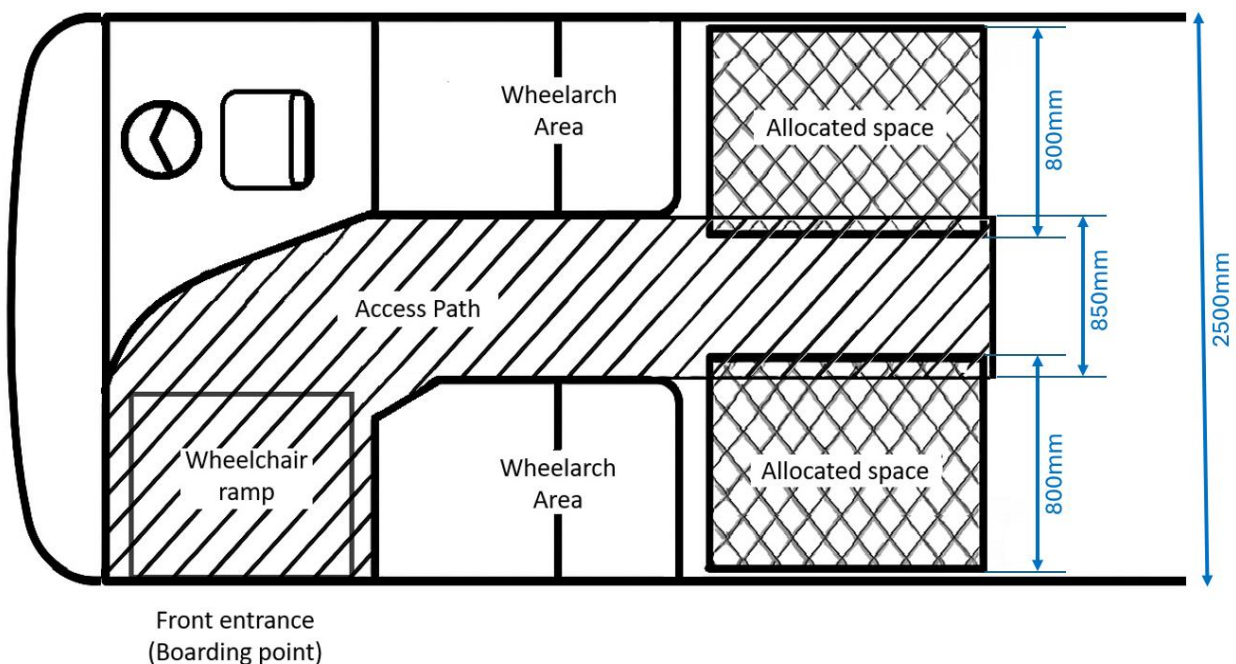 Wheelarch
Area
Allocated space
800mm
850mm
2500mm
Access Path
Wheelchair
ramp
Wheelarch
Area
Allocated space
800mm
Front entrance
(Boarding point)